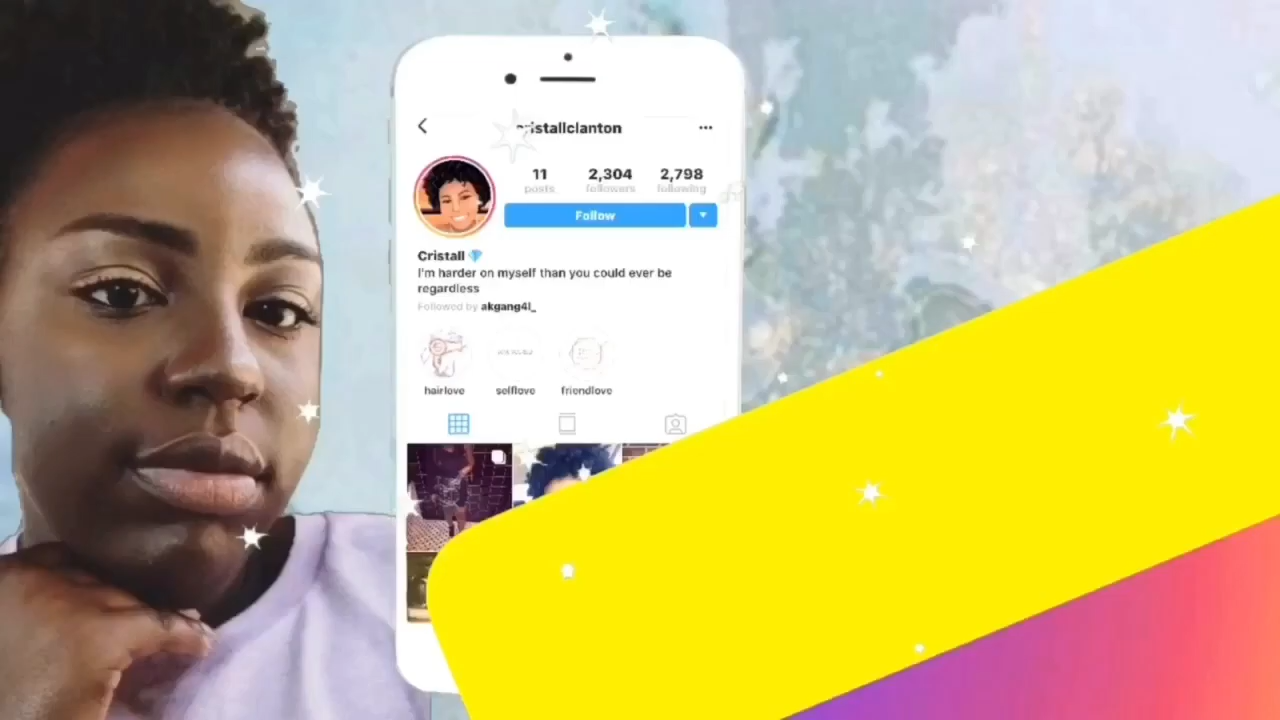 cristallclanton
11 2,304 2,798
posts followers following
Follow
Cristall
I'm harder on myself than you could ever be
regardless
Followed by akgang4l_
hairlove selflove friendlove